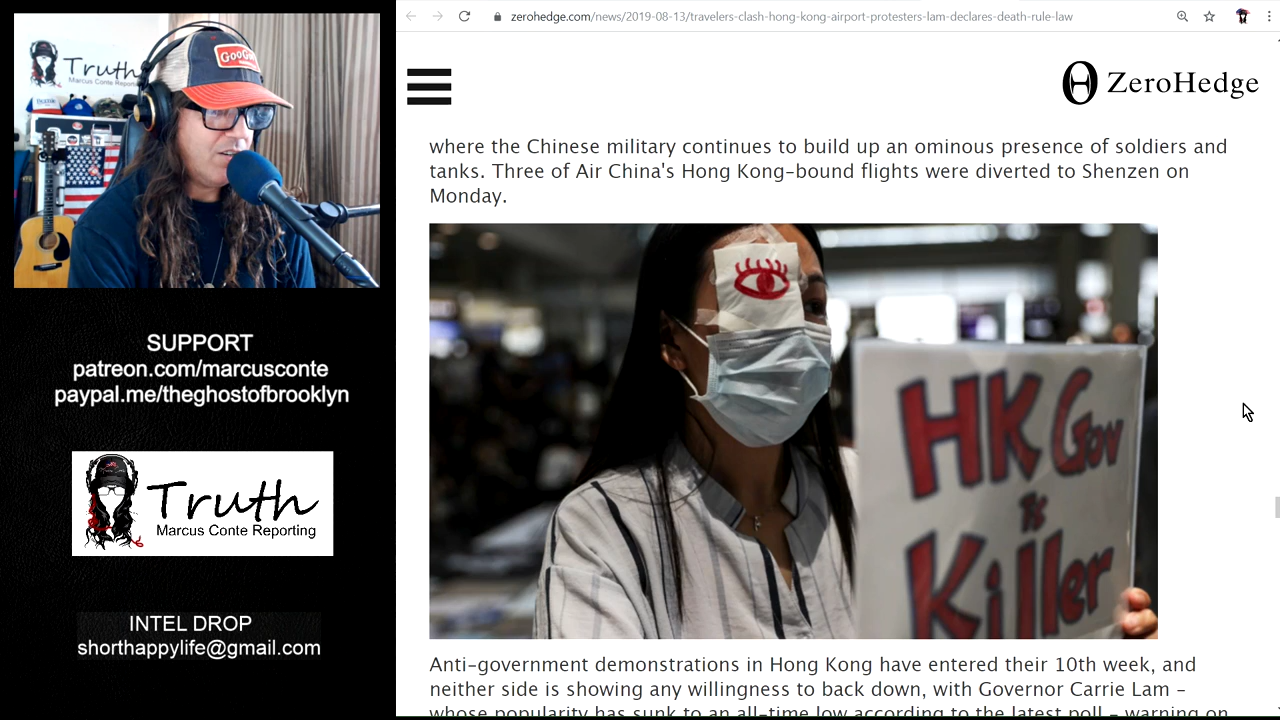 Truth
Marcus Conte Reporting
SUPPORT
patreon.com/marcusconte
paypal.me/theghostofbrooklyn
Truth
Marcus Conte Reporting
INTEL DROP
shorthappylife@gmail.com
zerohedge.com/news/2019-08-13/travelers-clash-hong-kong-airport-protesters-lam-declares-death-rule-law
ZeroHedge
where the Chinese military continues to build up an ominous presence of soldiers and
tanks. Three of Air China's Hong Kong-bound flights were diverted to Shenzen on
Monday.
HK Gov
Is
Killer
Anti-government demonstrations in Hong Kong have entered their 10th week, and
neither side is showing any willingness to back down, with Governor Carrie Lam –
whose popularity has sunk to an all-time low according to the latest poll – warning on